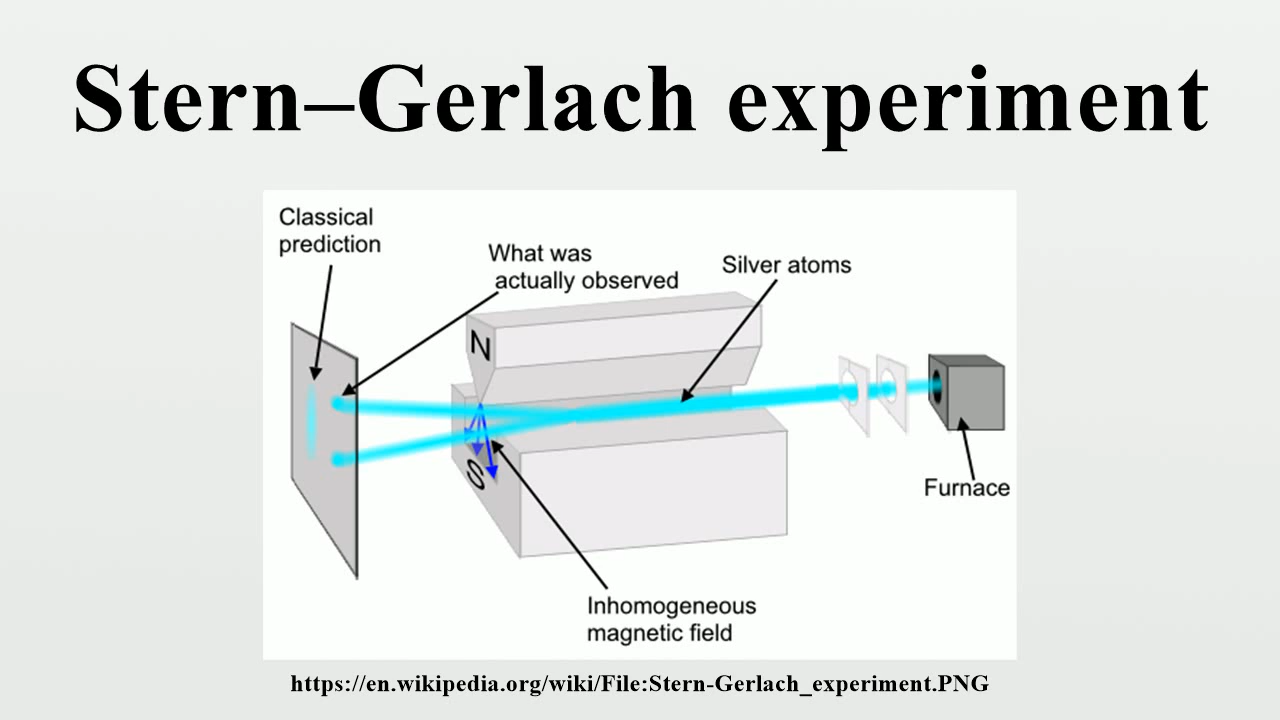 Stern–Gerlach experiment
Classical
prediction
What was
actually observed
Silver atoms
N
S
Furnace
Inhomogeneous
magnetic field
https://en.wikipedia.org/wiki/File:Stern-Gerlach_experiment.PNG